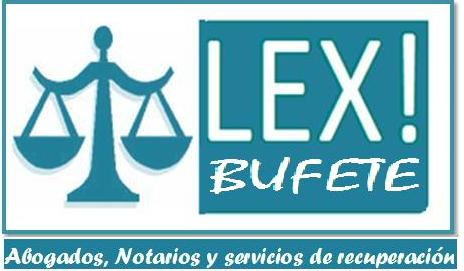 LEX!
BUFETE
Abogados, Notarios y servicios de recuperación